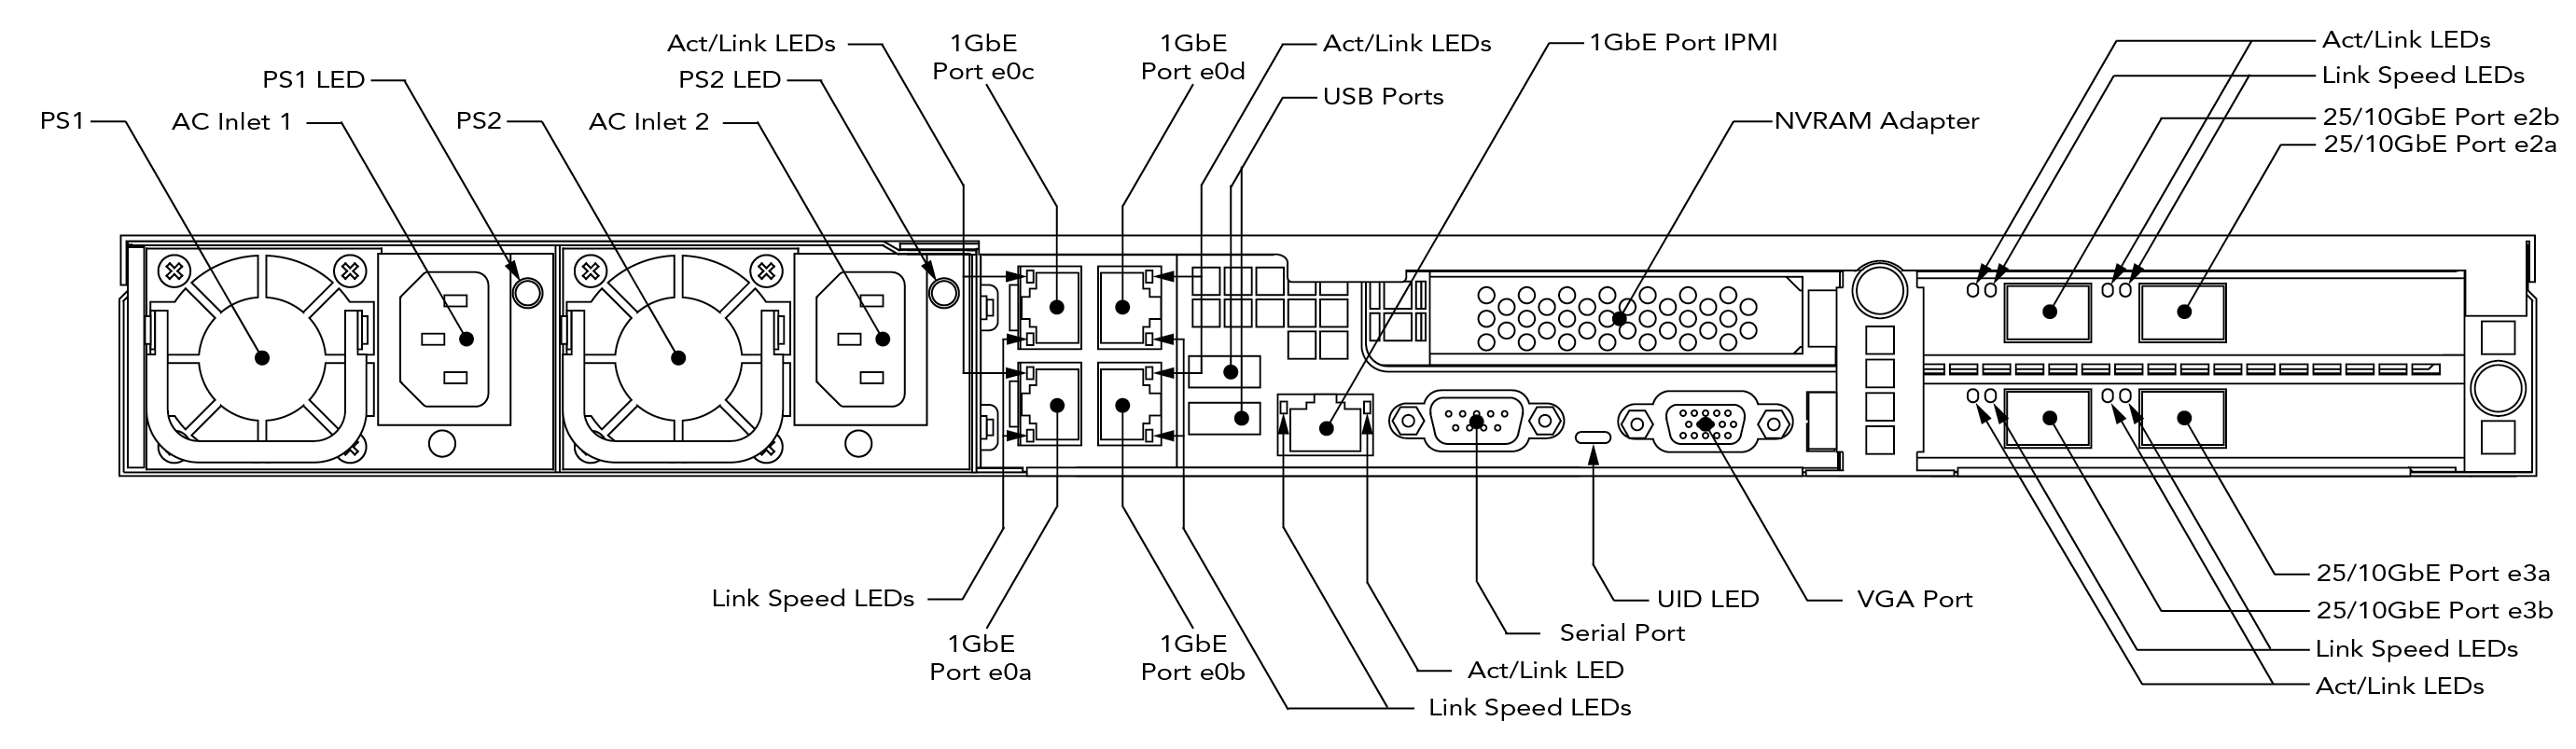 Act/Link LEDs
1GbE
Port e0c
1GbE
Port e0d
Act/Link LEDs
1GbE Port IPMI
Act/Link LEDs
PS1 LED
PS2 LED
USB Ports
Link Speed LEDs
PS1
AC Inlet 1
PS2
AC Inlet 2
NVRAM Adapter
25/10GbE Port e2b
25/10GbE Port e2a
Link Speed LEDs
1GbE
Port e0a
1GbE
Port e0b
UID LED
VGA Port
Serial Port
Act/Link LED
Link Speed LEDs
25/10GbE Port e3a
25/10GbE Port e3b
Link Speed LEDs
Act/Link LEDs